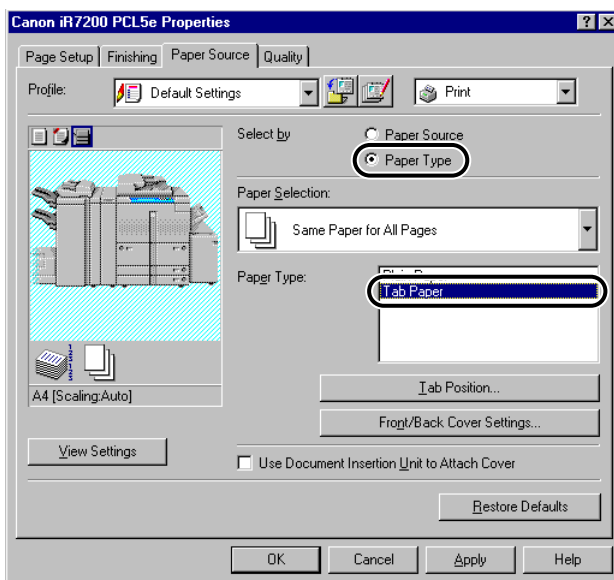 Canon iR7200 PCL5e Properties
Page Setup Finishing Paper Source Quality
Profile: Default Settings Print
Select by Paper Source
Paper Type
Paper Selection:
Same Paper for All Pages
Paper Type:
Tab Paper
A4 [Scaling:Auto]
Tab Position...
Front/Back Cover Settings...
View Settings
Use Document Insertion Unit to Attach Cover
Restore Defaults
OK Cancel Apply Help